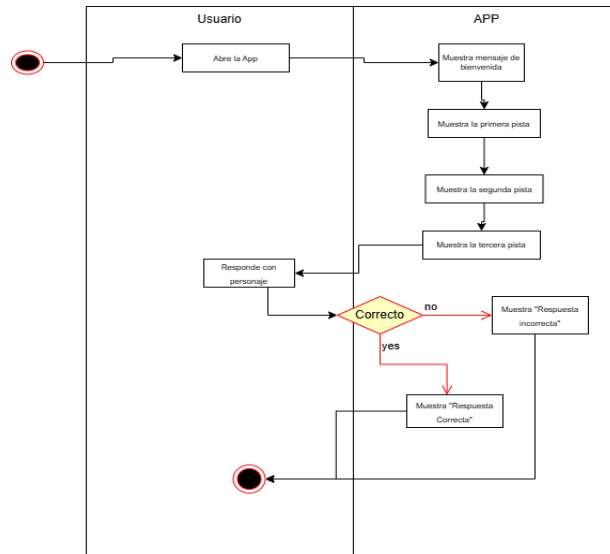 Usuario
APP
Abre la App
Muestra mensaje de
bienvenida
Muestra la primera pista
Muestra la segunda pista
Muestra la tercera pista
Responde con
personaje
Correcto
no
Muestra "Respuesta
incorrecta"
yes
Muestra "Respuesta
Correcta"